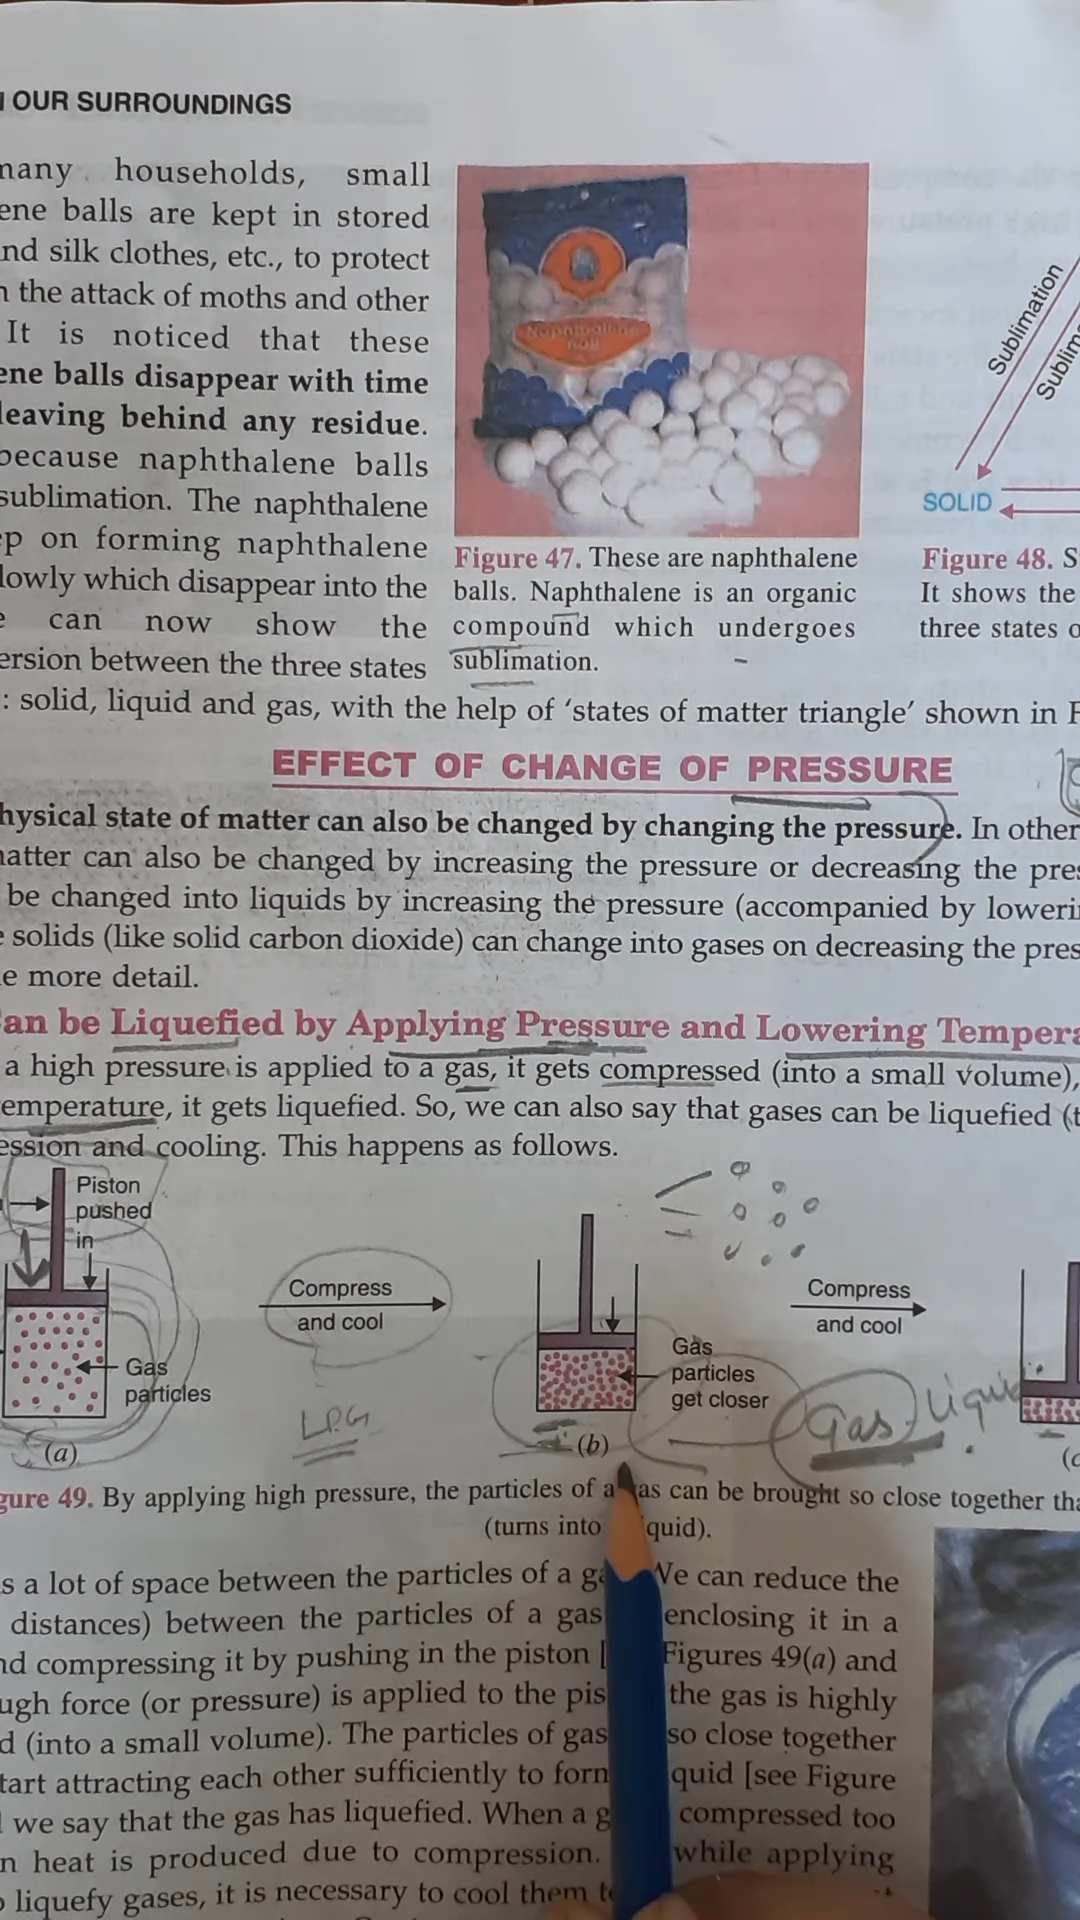 OUR SURROUNDINGS
many households, small
ene balls are kept in stored
nd silk clothes, etc., to protect
the attack of moths and other
It is noticed that these
ene balls disappear with time
leaving behind any residue.
because naphthalene balls
sublimation. The naphthalene
ep on forming naphthalene
lowly which disappear into the
can now show the
ersion between the three states
: solid, liquid and gas, with the help of ‘states of matter triangle’ shown in F
Naphthalene
Figure 47. These are naphthalene
balls. Naphthalene is an organic
compound which undergoes
sublimation.
Sublimation
Sublim
SOLID
Figure 48. S
It shows the
three states o
EFFECT OF CHANGE OF PRESSURE
hysical state of matter can also be changed by changing the pressure. In other
matter can also be changed by increasing the pressure or decreasing the pres
be changed into liquids by increasing the pressure (accompanied by loweri
e solids (like solid carbon dioxide) can change into gases on decreasing the pres
e more detail.
an be Liquefied by Applying Pressure and Lowering Tempera
a high pressure is applied to a gas, it gets compressed (into a small volume),
emperature, it gets liquefied. So, we can also say that gases can be liquefied (t
ession and cooling. This happens as follows.
Piston
pushed
in
Gas
particles
(a)
Compress
and cool
LPG
Gas
particles
get closer
(b)
Compress
and cool
Gas - liquid
(c
gure 49. By applying high pressure, the particles of a gas can be brought so close together tha
(turns into quid).
s a lot of space between the particles of a ga We can reduce the
distances) between the particles of a gas enclosing it in a
nd compressing it by pushing in the piston [ Figures 49(a) and
ugh force (or pressure) is applied to the pis the gas is highly
d (into a small volume). The particles of gas so close together
tart attracting each other sufficiently to form quid [see Figure
we say that the gas has liquefied. When a g compressed too
n heat is produced due to compression. while applying
o liquefy gases, it is necessary to cool them t